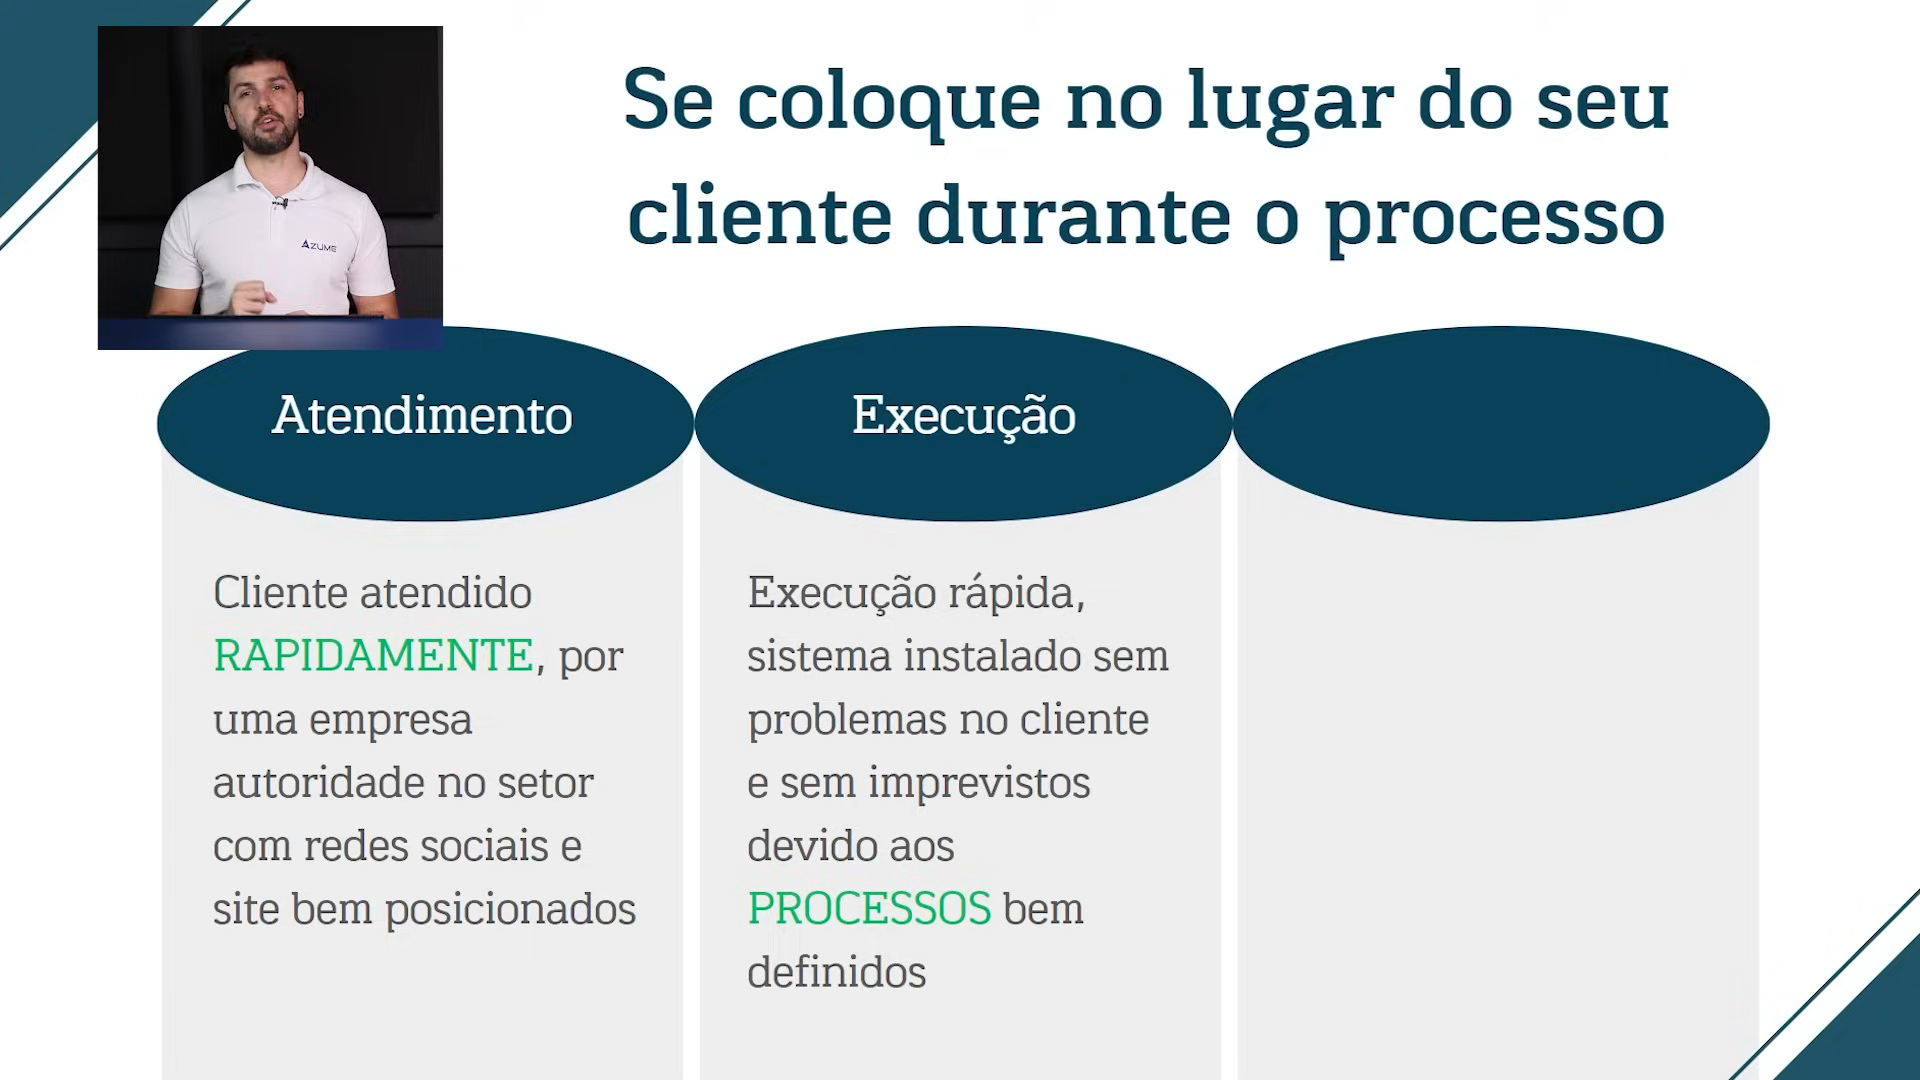 Se coloque no lugar do seu
cliente durante o processo
AZUME
Atendimento
Cliente atendido
RAPIDAMENTE, por
uma empresa
autoridade no setor
com redes sociais e
site bem posicionados
Execução
Execução rápida,
sistema instalado sem
problemas no cliente
e sem imprevistos
devido aos
PROCESSOS bem
definidos